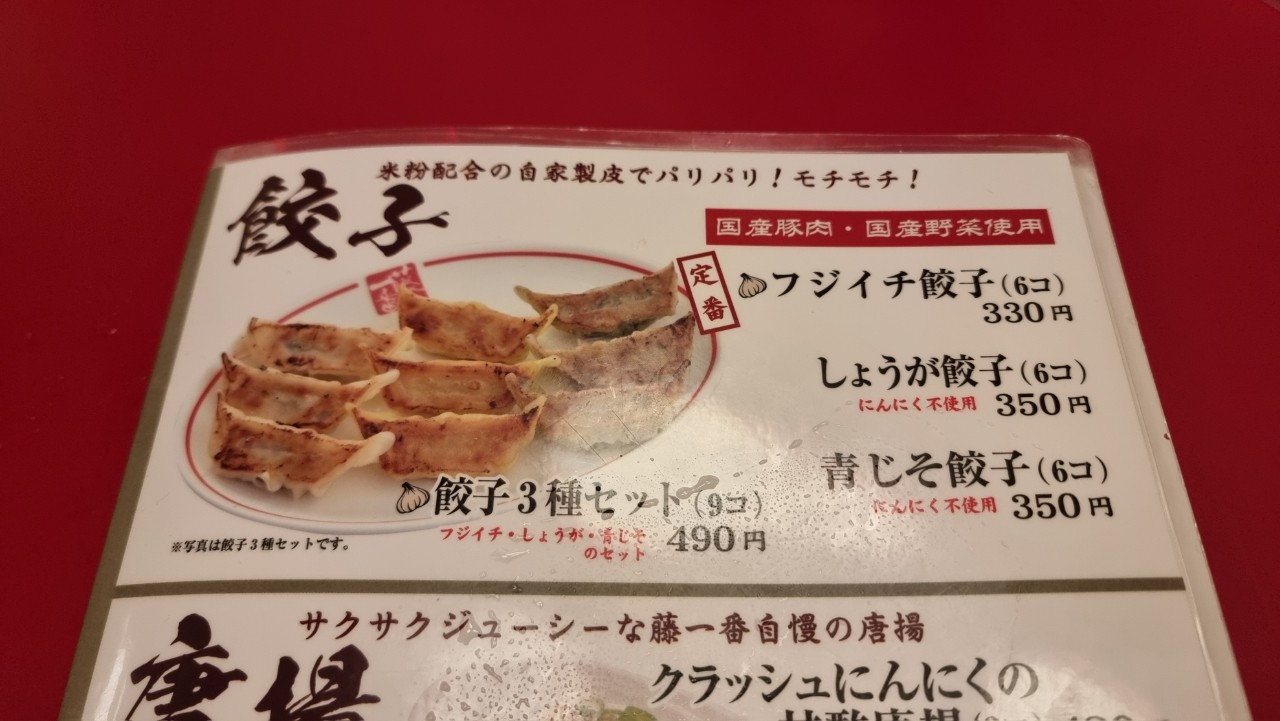 餃子
米粉配合の自家製皮でパリパリ！モチモチ！
国産豚肉・国産野菜使用
定番
フジイチ餃子(6コ)
330円
しょうが餃子(6コ)
にんにく不使用 350円
青じそ餃子(6コ)
にんにく不使用 350円
餃子3種セット(9コ)
フジイチ・しょうが・青じそ
のセット
490円
※写真は餃子3種セットです。
唐揚
サクサクジューシーな藤一番自慢の唐揚
クラッシュにんにくの